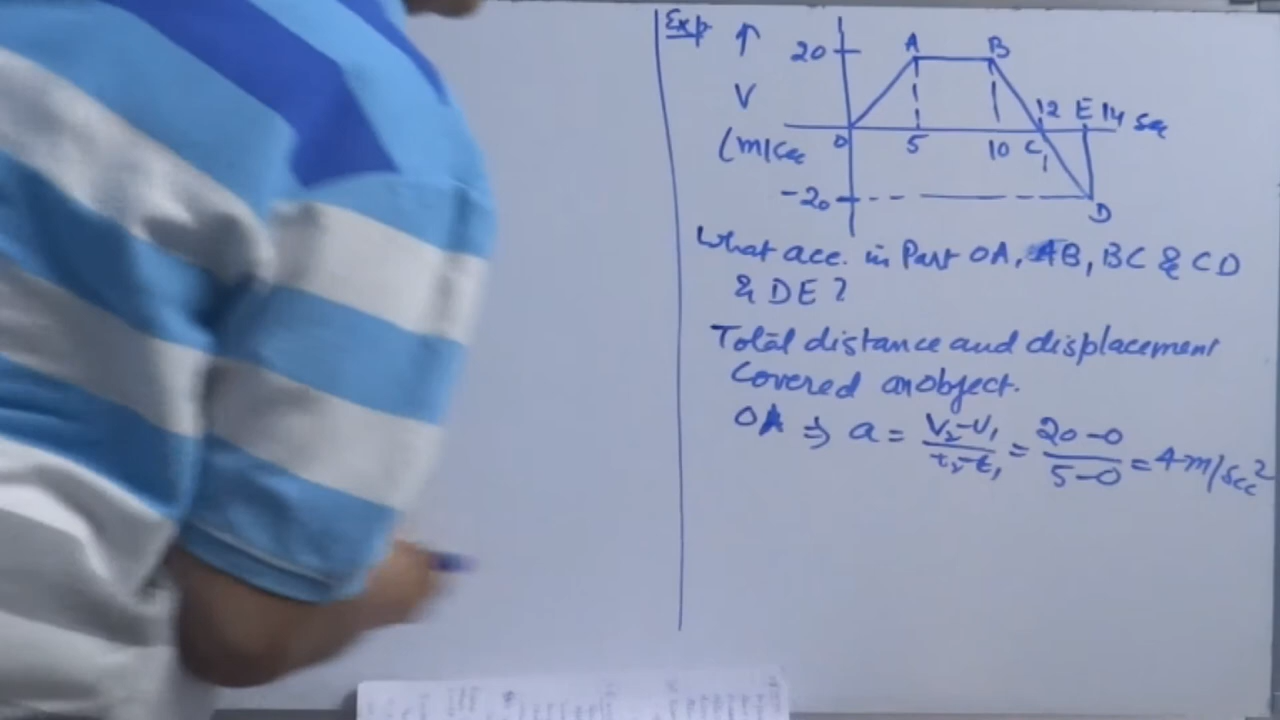 Exp ↑
V
(m/sec
20 A B
0 5 10 C 12 E 14 sec
-20 D
What acc. in Part OA, AB, BC & CD
& DE ?
Total distance and displacement
Covered an object.
OA ⇒ a = V₂-U₁/t₂-t₁ = 20-0/5-0 = 4 m/sec²